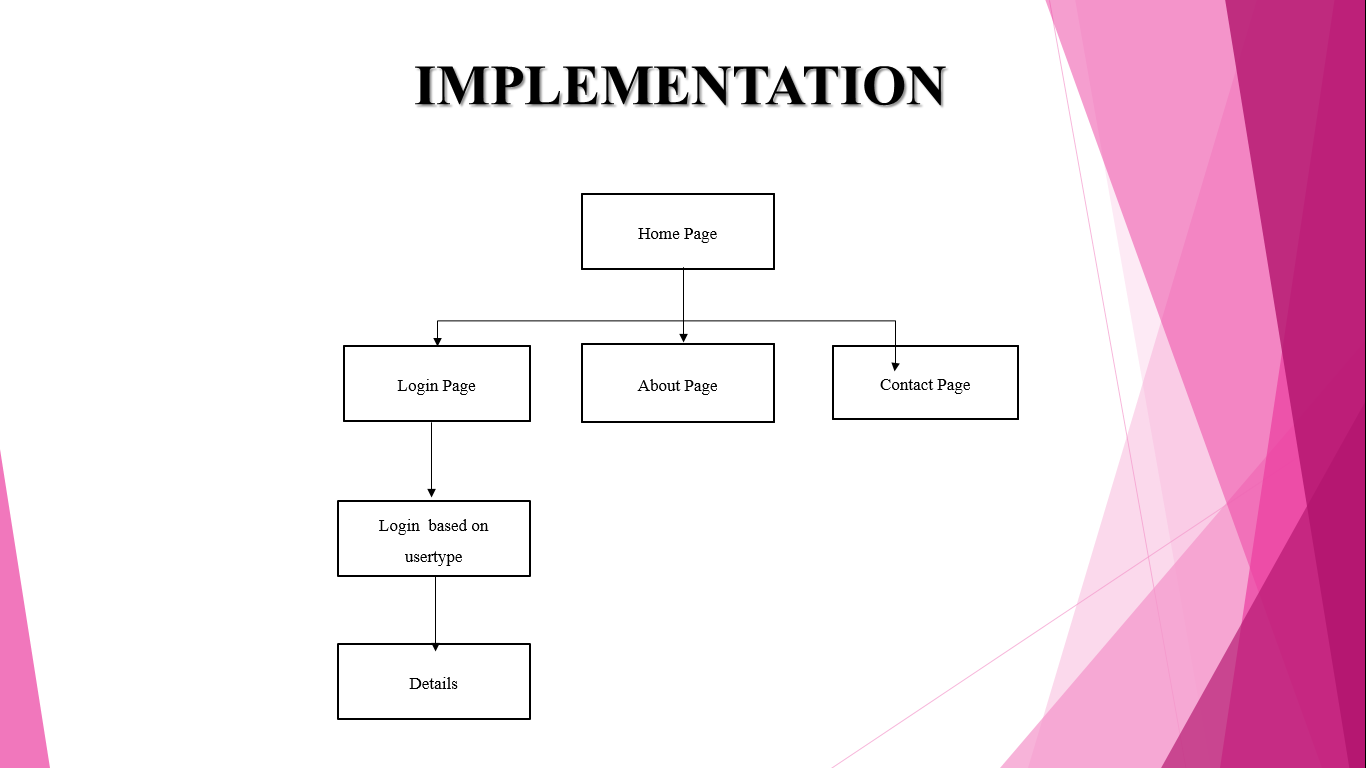 IMPLEMENTATION
Home Page
Login Page
About Page
Contact Page
Login  based on
usertype
Details